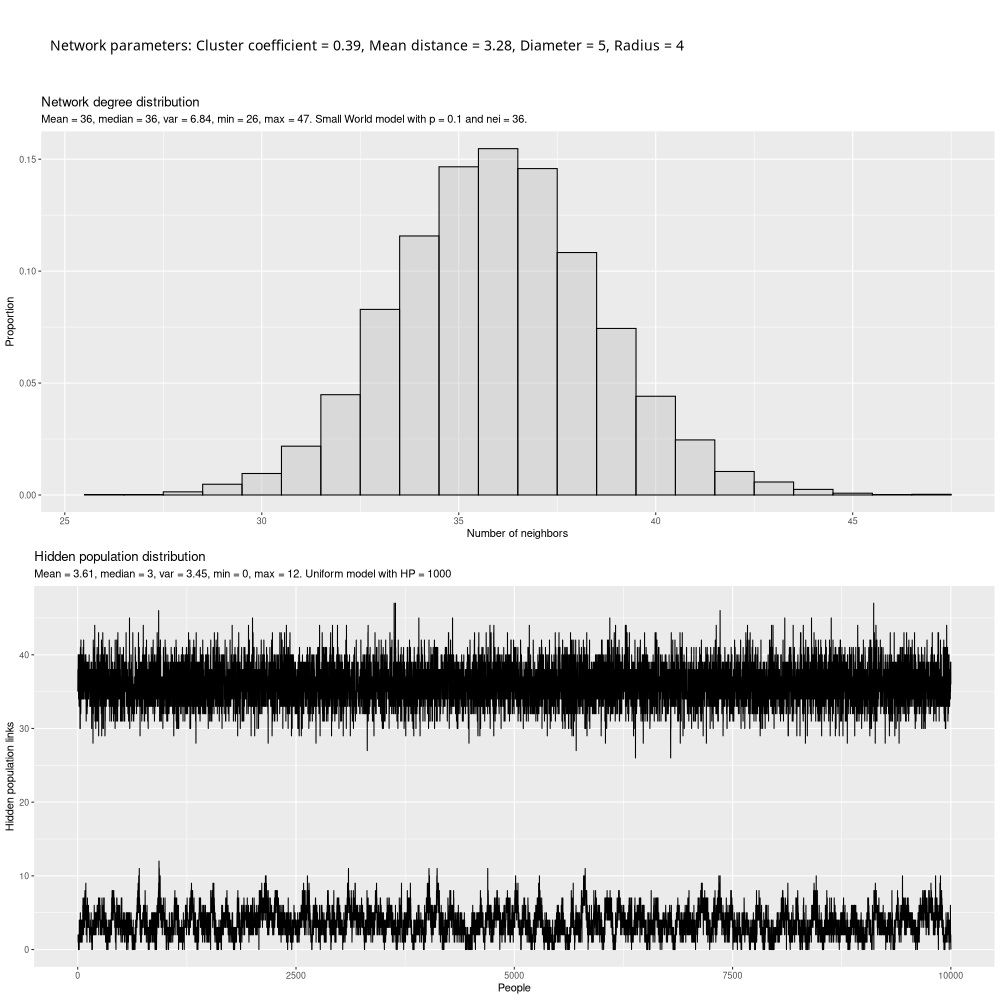 Network parameters: Cluster coefficient = 0.39, Mean distance = 3.28, Diameter = 5, Radius = 4
Network degree distribution
Mean = 36, median = 36, var = 6.84, min = 26, max = 47. Small World model with p = 0.1 and nei = 36.
Proportion
0.15
0.10
0.05
0.00
25
30
35
40
45
Number of neighbors
Hidden population distribution
Mean = 3.61, median = 3, var = 3.45, min = 0, max = 12. Uniform model with HP = 1000
Hidden population links
40
30
20
10
0
0
2500
5000
7500
10000
People